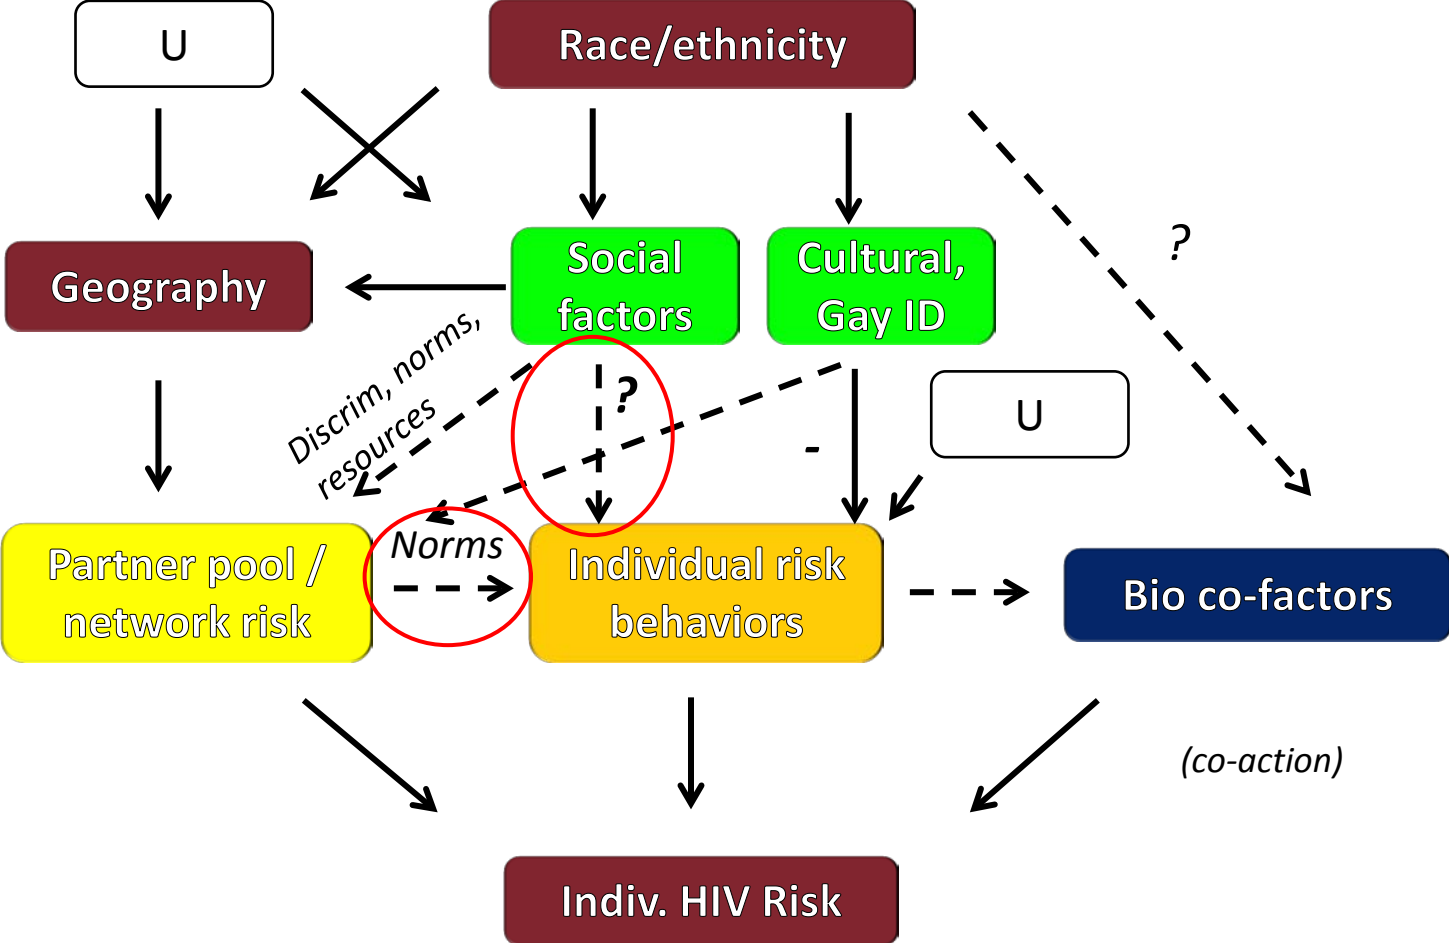 U
Race/ethnicity
?
Geography
Social
factors
Cultural,
Gay ID
Discrim, norms,
resources
?
-
U
Norms
Partner pool /
network risk
Individual risk
behaviors
Bio co-factors
(co-action)
Indiv. HIV Risk